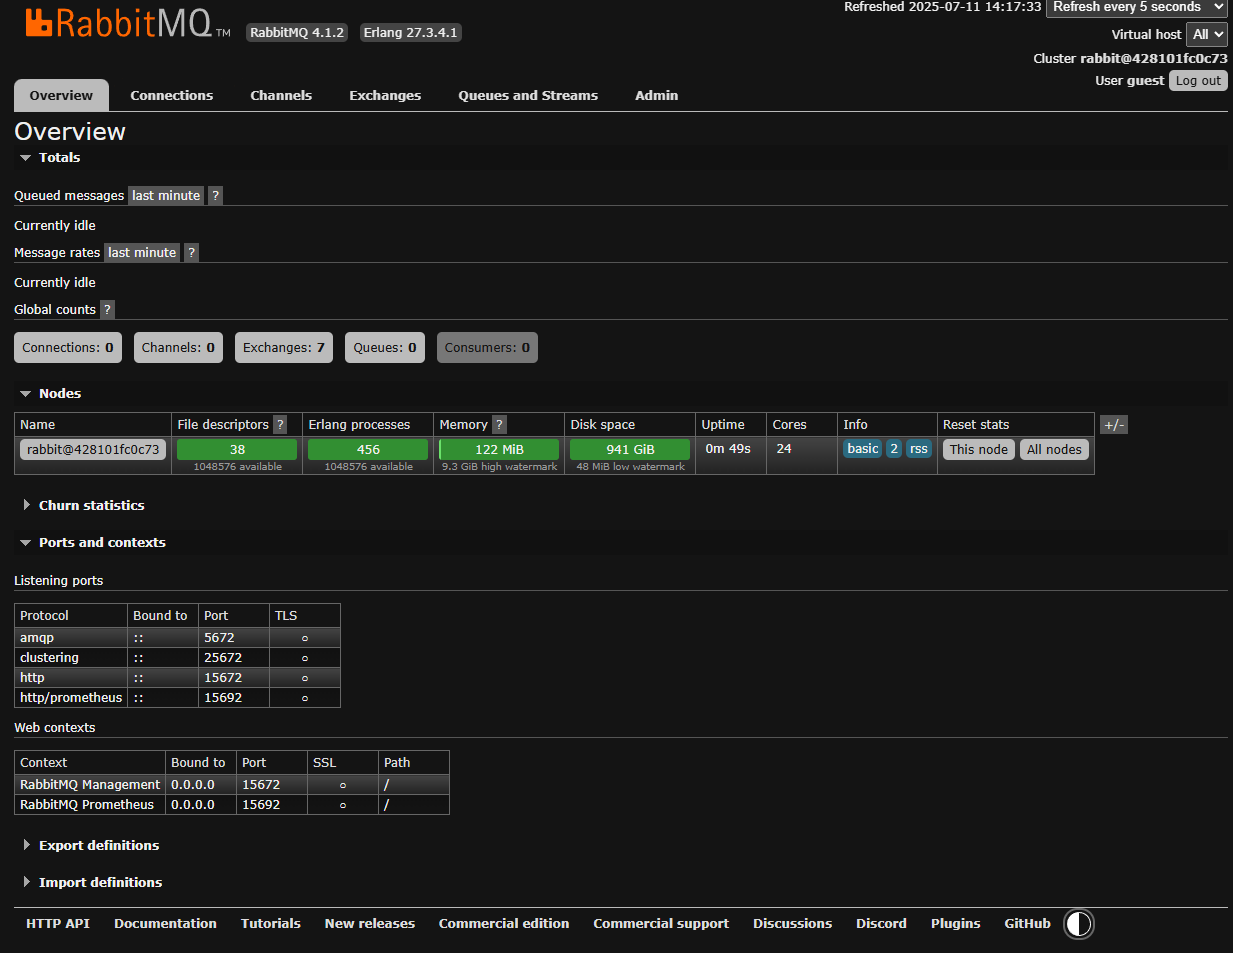 Refreshed 2025-07-11 14:17:33 Refresh every 5 seconds
RabbitMQ TM RabbitMQ 4.1.2 Erlang 27.3.4.1
Virtual host All
Cluster rabbit@428101fc0c73
User guest Log out
Overview Connections Channels Exchanges Queues and Streams Admin
Overview
Totals
Queued messages last minute ?
Currently idle
Message rates last minute ?
Currently idle
Global counts ?
Connections: 0 Channels: 0 Exchanges: 7 Queues: 0 Consumers: 0
Nodes
Name File descriptors ? Erlang processes Memory ? Disk space Uptime Cores Info Reset stats +/-
rabbit@428101fc0c73 38 456 122 MiB 941 GiB 0m 49s 24 basic 2 rss This node All nodes
1048576 available 1048576 available 9.3 GiB high watermark 48 MiB low watermark
Churn statistics
Ports and contexts
Listening ports
Protocol Bound to Port TLS
amqp :: 5672 ○
clustering :: 25672 ○
http :: 15672 ○
http/prometheus :: 15692 ○
Web contexts
Context Bound to Port SSL Path
RabbitMQ Management 0.0.0.0 15672 ○ /
RabbitMQ Prometheus 0.0.0.0 15692 ○ /
Export definitions
Import definitions
HTTP API Documentation Tutorials New releases Commercial edition Commercial support Discussions Discord Plugins GitHub